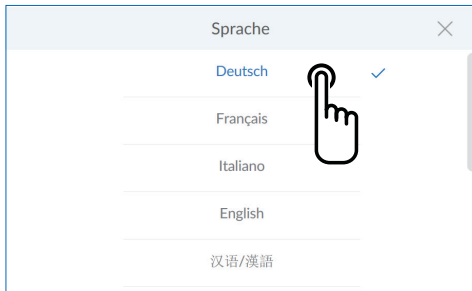 Sprache
Deutsch
Français
Italiano
English
汉语/漢語